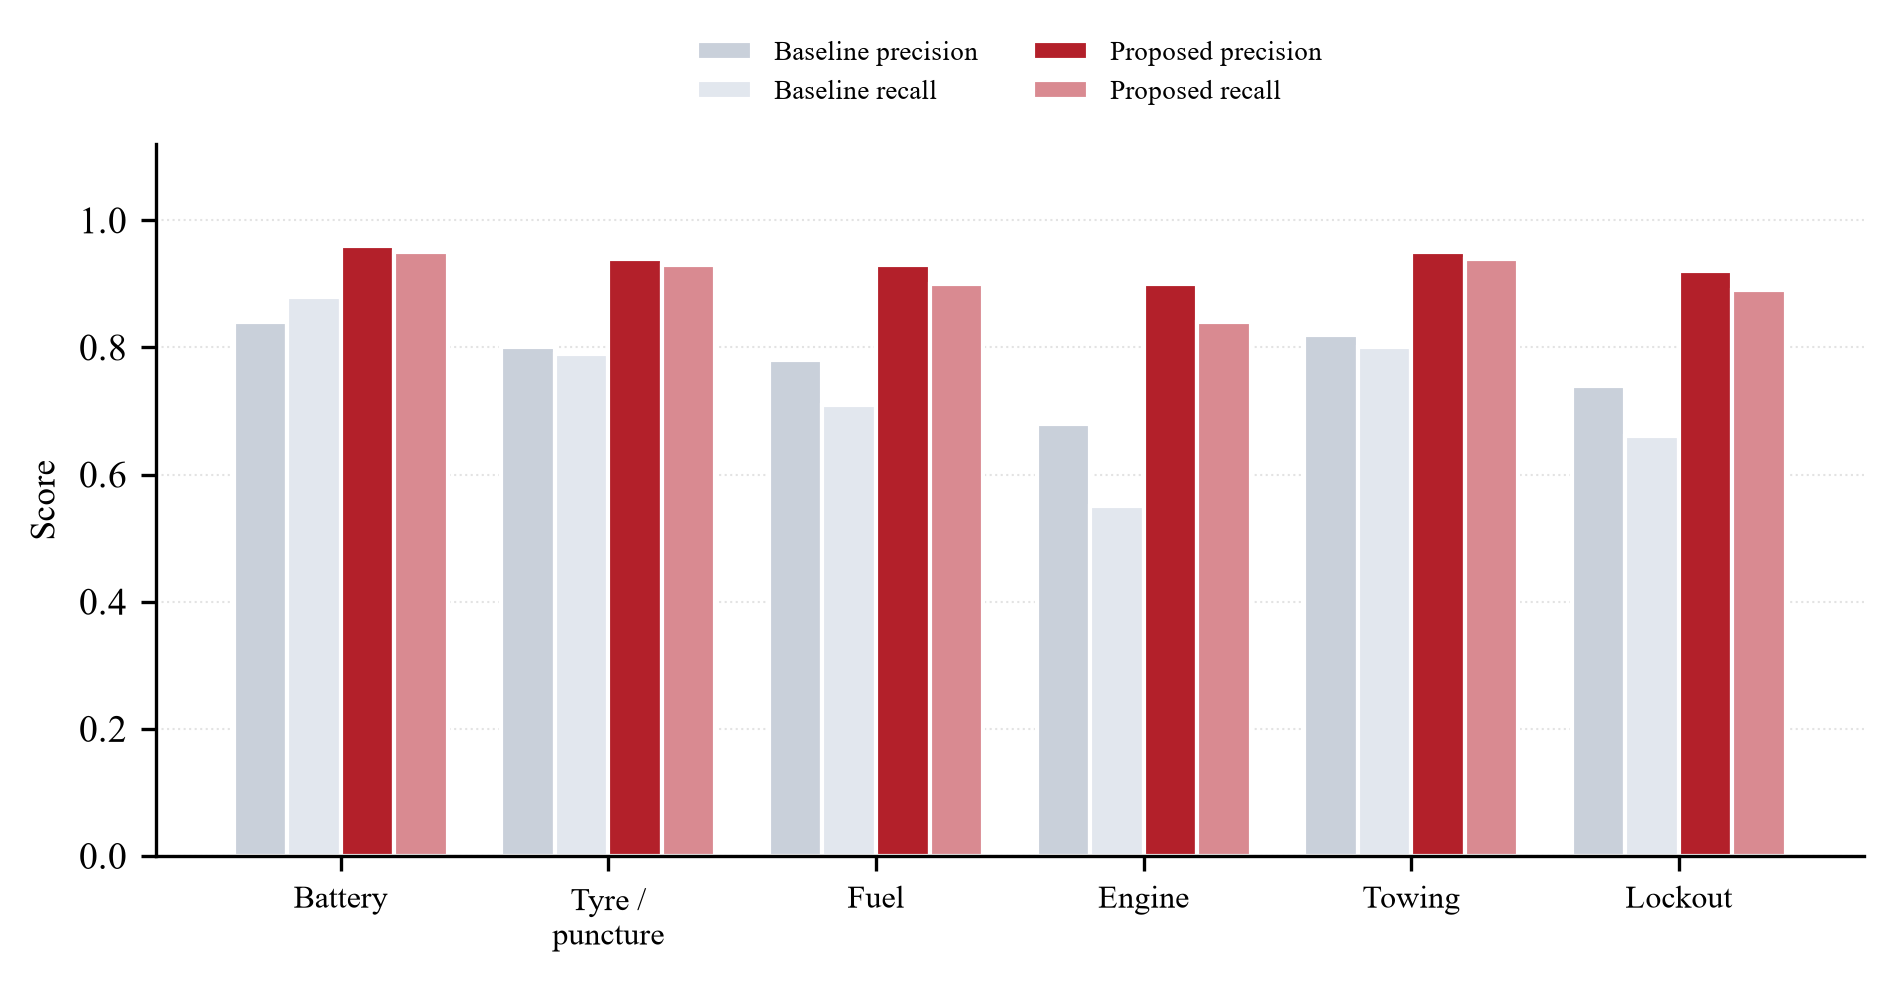 Baseline precision
Baseline recall
Proposed precision
Proposed recall
Score
1.0
0.8
0.6
0.4
0.2
0.0
Battery
Tyre /
puncture
Fuel
Engine
Towing
Lockout